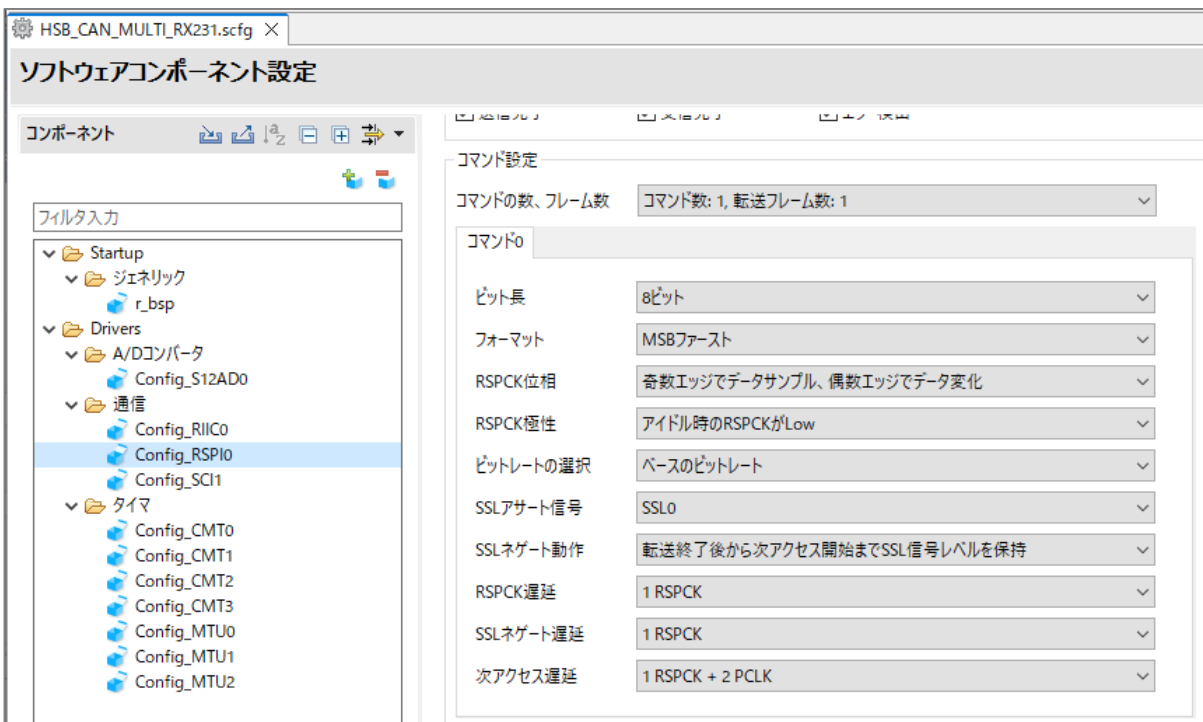 HSB_CAN_MULTI_RX231.scfg
ソフトウェアコンポーネント設定
コンポーネント
フィルタ入力
Startup
ジェネリック
r_bsp
Drivers
A/Dコンバータ
Config_S12AD0
通信
Config_RIIC0
Config_RSPI0
Config_SCI1
タイマ
Config_CMT0
Config_CMT1
Config_CMT2
Config_CMT3
Config_MTU0
Config_MTU1
Config_MTU2
コマンド設定
コマンドの数、フレーム数 コマンド数: 1, 転送フレーム数: 1
コマンド0
ビット長 8ビット
フォーマット MSBファースト
RSPCK位相 奇数エッジでデータサンプル、偶数エッジでデータ変化
RSPCK極性 アイドル時のRSPCKがLow
ビットレートの選択 ベースのビットレート
SSLアサート信号 SSL0
SSLネゲート動作 転送終了後から次アクセス開始までSSL信号レベルを保持
RSPCK遅延 1 RSPCK
SSLネゲート遅延 1 RSPCK
次アクセス遅延 1 RSPCK + 2 PCLK